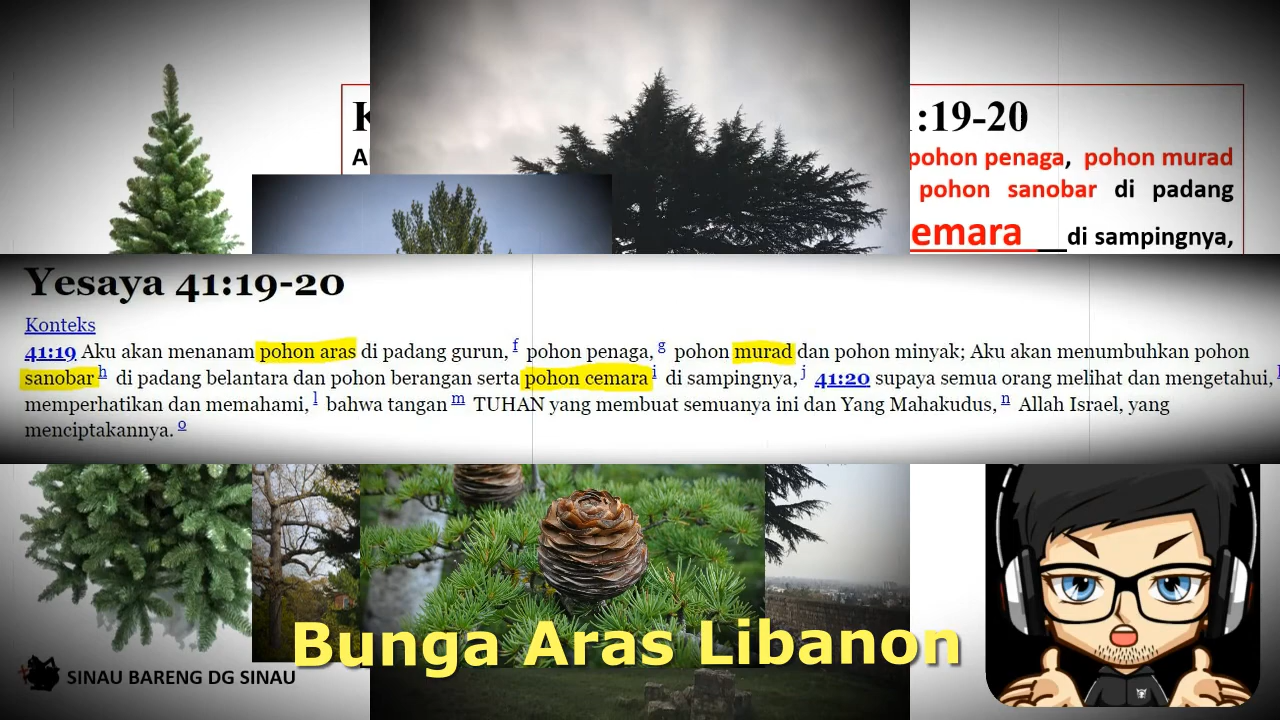 K
:19-20
A
pohon penaga, pohon murad
pohon sanobar di padang
emara di sampingnya,
Yesaya 41:19-20
Konteks
41:19 Aku akan menanam pohon aras di padang gurun, f pohon penaga, g pohon murad dan pohon minyak; Aku akan menumbuhkan pohon
sanobar h di padang belantara dan pohon berangan serta pohon cemara i di sampingnya, j 41:20 supaya semua orang melihat dan mengetahui,
memperhatikan dan memahami, l bahwa tangan m TUHAN yang membuat semuanya ini dan Yang Mahakudus, n Allah Israel, yang
menciptakannya. o
Bunga Aras Libanon
SINAU BARENG DG SINAU